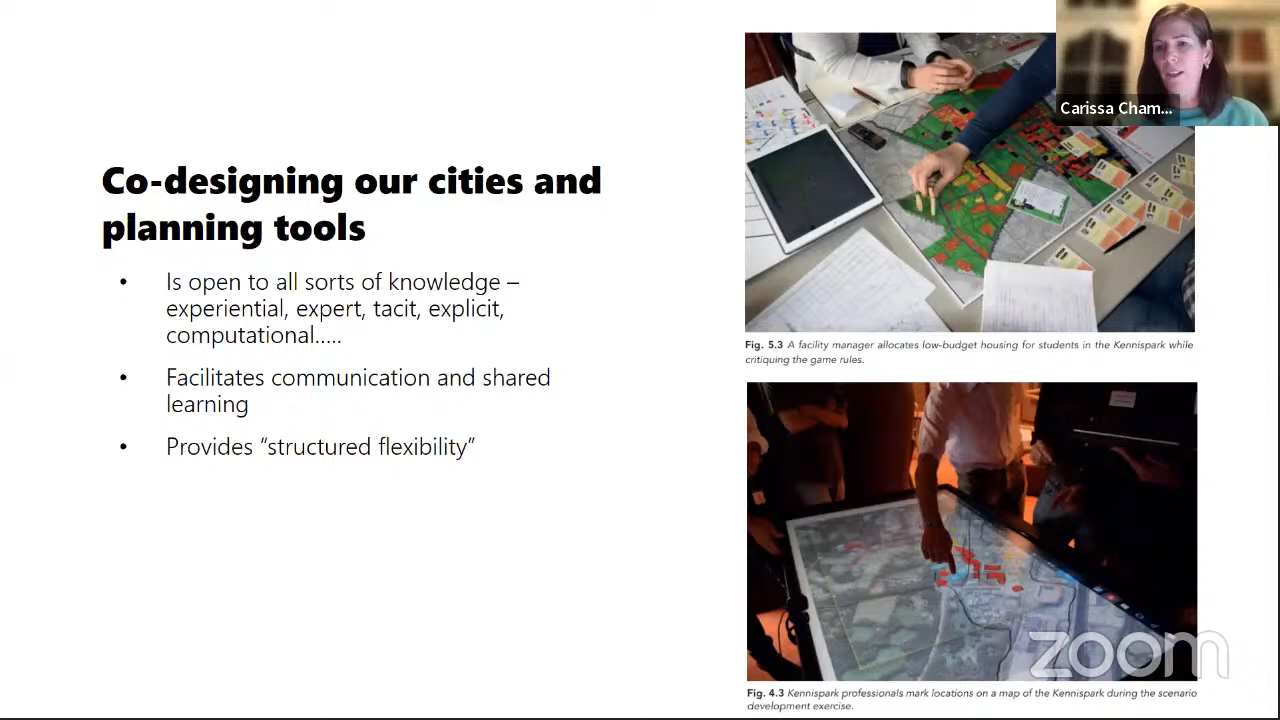 Carissa Cham...
Co-designing our cities and
planning tools
• Is open to all sorts of knowledge –
experiential, expert, tacit, explicit,
computational.....
• Facilitates communication and shared
learning
• Provides “structured flexibility”
Fig. 5.3 A facility manager allocates low-budget housing for students in the Kennispark while
critiquing the game rules.
zoom
Fig. 4.3 Kennispark professionals mark locations on a map of the Kennispark during the scenario
development exercise.